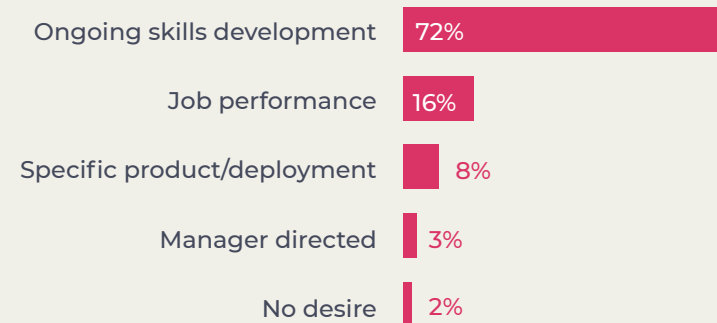 Ongoing skills development 72%
Job performance 16%
Specific product/deployment 8%
Manager directed 3%
No desire 2%